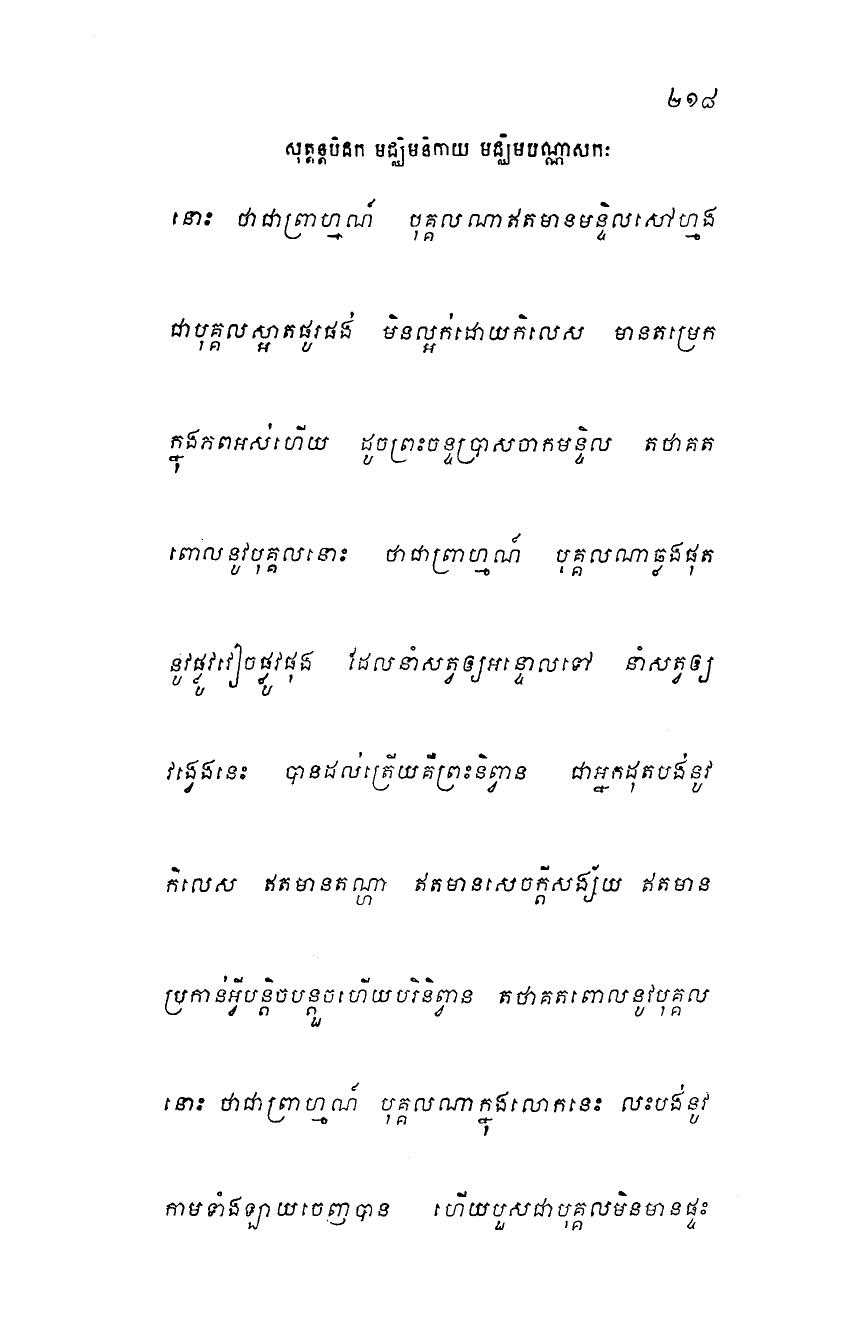 ២១៨
សុត្តន្តបិដក មជ្ឈិមនិកាយ មជ្ឈិមបណ្ណាសកៈ
នោះ ថាជាព្រាហ្មណ៍ បុគ្គលណាឥតមានមន្ទិលសៅហ្មង
ជាបុគ្គលស្អាតផូរផង់ មិនល្អក់ដោយកិលេស មានតម្រេក
ក្នុងភពអស់ហើយ ដូចព្រះចន្ទប្រាសចាកមន្ទិល តថាគត
ពោលនូវបុគ្គលនោះ ថាជាព្រាហ្មណ៍ បុគ្គលណាឆ្លងផុត
នូវផ្លូវវៀចផ្លូវផុង ដែលនាំសត្វឲ្យអន្ទោលទៅ នាំសត្វឲ្យ
វង្វេងនេះ បានដល់ត្រើយគឺព្រះនិព្វាន ជាអ្នកដុតបង់នូវ
កិលេស ឥតមានតណ្ហា ឥតមានសេចក្តីសង្ស័យ ឥតមាន
ប្រកាន់អ្វីបន្តិចបន្តួចហើយបរិនិព្វាន តថាគតពោលនូវបុគ្គល
នោះ ថាជាព្រាហ្មណ៍ បុគ្គលណាក្នុងលោកនេះ លះបង់នូវ
កាមទាំងឡាយចេញបាន ហើយបួសជាបុគ្គលមិនមានផ្ទះ